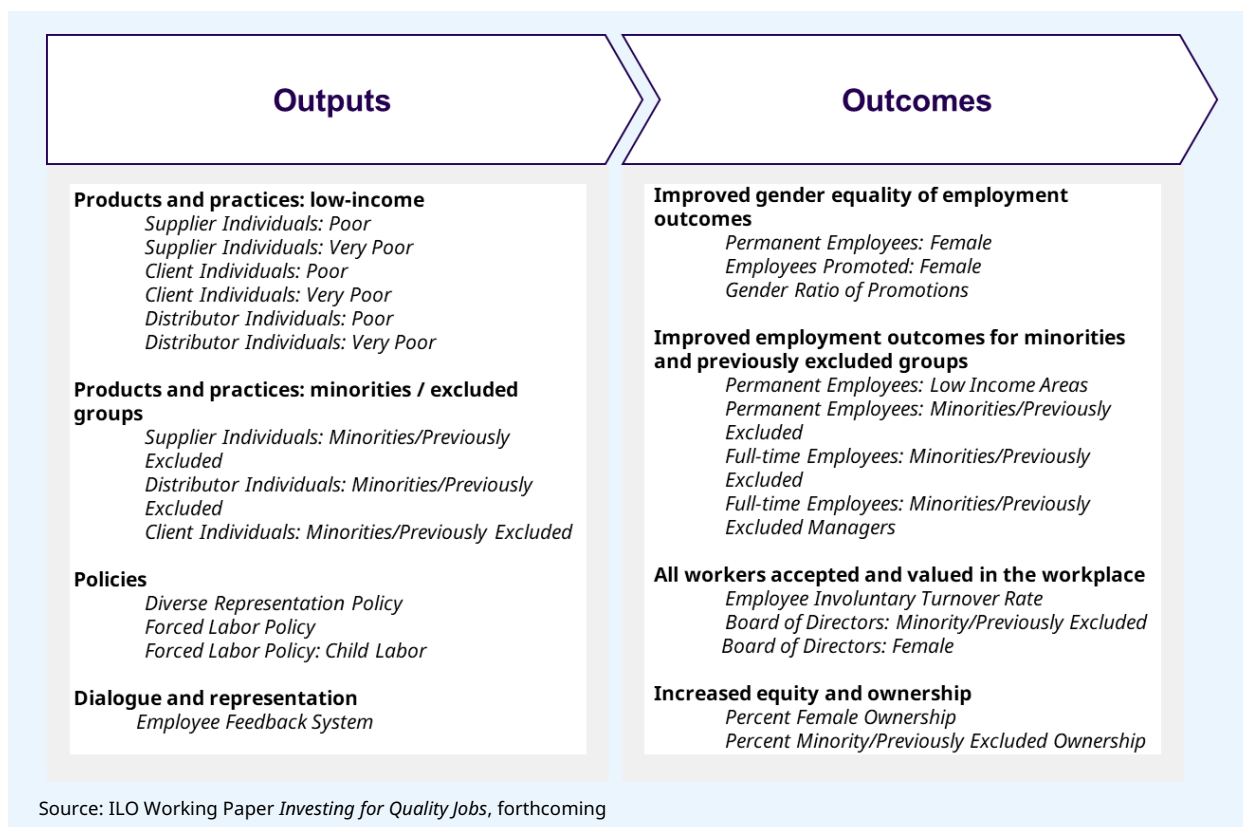 Outputs
Products and practices: low-income
Supplier Individuals: Poor
Supplier Individuals: Very Poor
Client Individuals: Poor
Client Individuals: Very Poor
Distributor Individuals: Poor
Distributor Individuals: Very Poor
Products and practices: minorities / excluded
groups
Supplier Individuals: Minorities/Previously
Excluded
Distributor Individuals: Minorities/Previously
Excluded
Client Individuals: Minorities/Previously Excluded
Policies
Diverse Representation Policy
Forced Labor Policy
Forced Labor Policy: Child Labor
Dialogue and representation
Employee Feedback System
Outcomes
Improved gender equality of employment
outcomes
Permanent Employees: Female
Employees Promoted: Female
Gender Ratio of Promotions
Improved employment outcomes for minorities
and previously excluded groups
Permanent Employees: Low Income Areas
Permanent Employees: Minorities/Previously
Excluded
Full-time Employees: Minorities/Previously
Excluded
Full-time Employees: Minorities/Previously
Excluded Managers
All workers accepted and valued in the workplace
Employee Involuntary Turnover Rate
Board of Directors: Minority/Previously Excluded
Board of Directors: Female
Increased equity and ownership
Percent Female Ownership
Percent Minority/Previously Excluded Ownership
Source: ILO Working Paper Investing for Quality Jobs, forthcoming